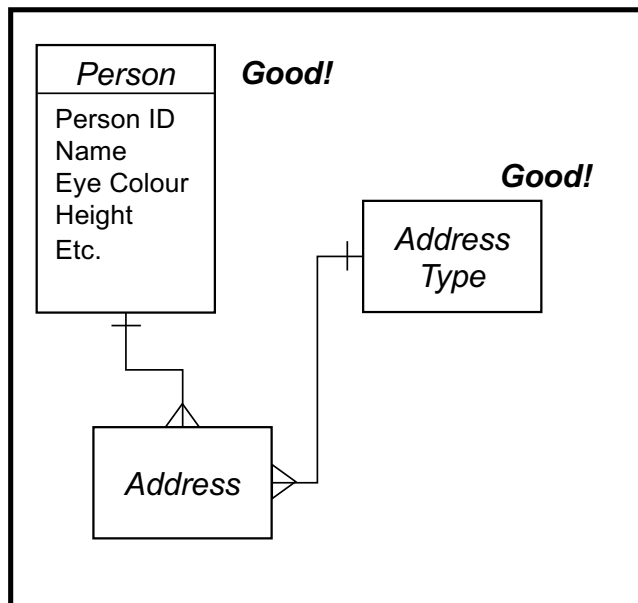 Person
Good!
Person ID
Name
Eye Colour
Height
Etc.
Good!
Address
Type
Address